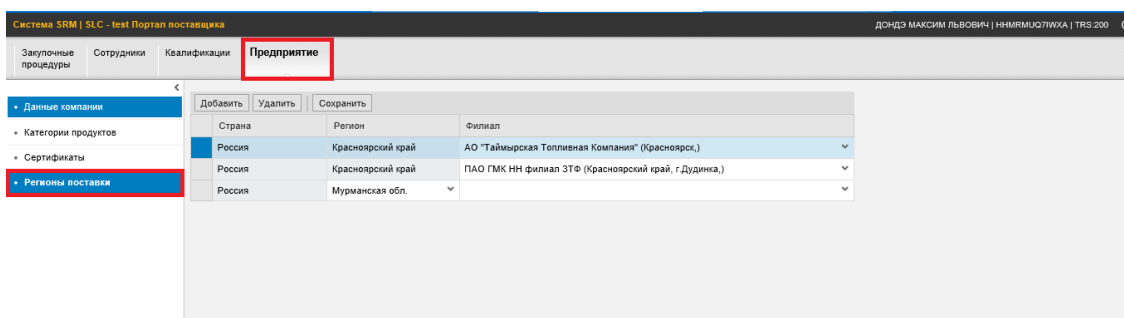 Система SRM | SLC - test Портал поставщика
ДОНДЭ МАКСИМ ЛЬВОВИЧ | HHMRMUQ7IWXA | TRS:200
Закупочные процедуры
Сотрудники
Квалификации
Предприятие
Данные компании
Категории продуктов
Сертификаты
Регионы поставки
Добавить Удалить Сохранить
Страна Регион Филиал
Россия Красноярский край АО "Таймырская Топливная Компания" (Красноярск,)
Россия Красноярский край ПАО ГМК НН филиал ЗТФ (Красноярский край, г.Дудинка,)
Россия Мурманская обл.